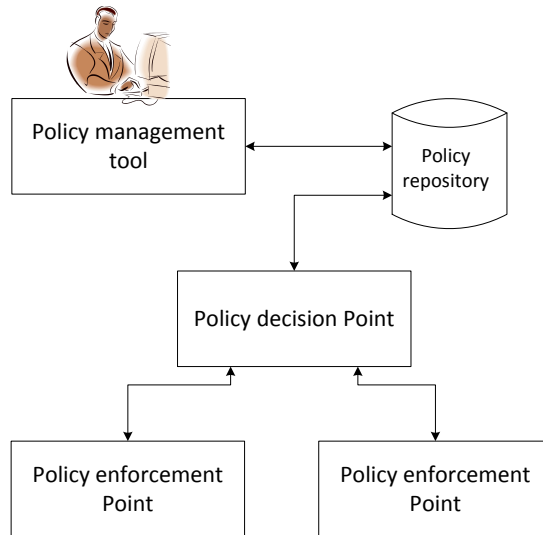 Policy management
tool
Policy
repository
Policy decision Point
Policy enforcement
Point
Policy enforcement
Point